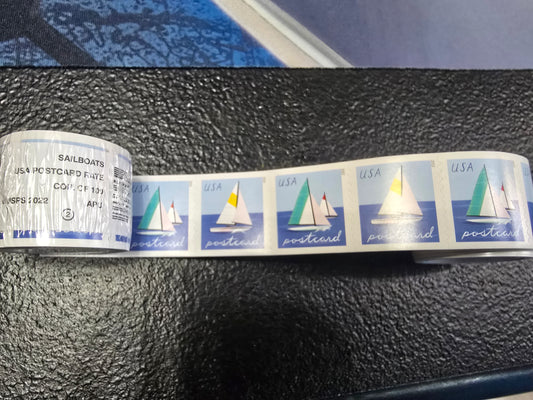 SAILBOATS
USA POSTCARD RATE
COIL OF 100
USPS 2022 APU
2
USA USA USA USA USA
postcard postcard postcard postcard postcard